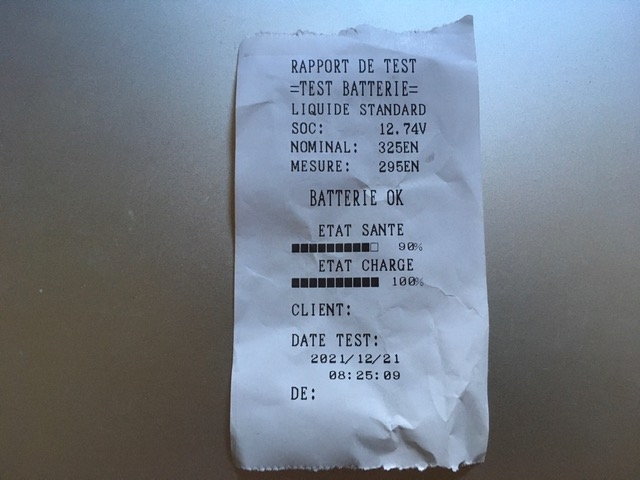 RAPPORT DE TEST
=TEST BATTERIE=
LIQUIDE STANDARD
SOC: 12.74V
NOMINAL: 325EN
MESURE: 295EN
BATTERIE OK
ETAT SANTE
90%
ETAT CHARGE
100%
CLIENT:
DATE TEST:
2021/12/21
08:25:09
DE: